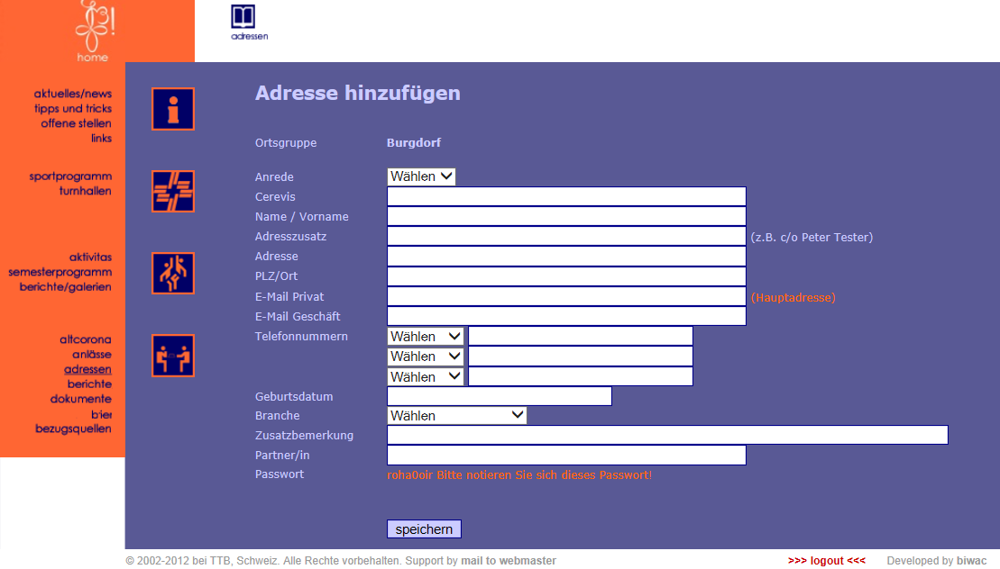 B!
home
adressen
aktuelles/news
tipps und tricks
offene stellen
links
sportprogramm
turnhallen
aktivitas
semesterprogramm
berichte/galerien
altcorona
anlässe
adressen
berichte
dokumente
b!er
bezugsquellen
Adresse hinzufügen
Ortsgruppe Burgdorf
Anrede Wählen
Cerevis
Name / Vorname
Adresszusatz (z.B. c/o Peter Tester)
Adresse
PLZ/Ort
E-Mail Privat (Hauptadresse)
E-Mail Geschäft
Telefonnummern Wählen
Wählen
Wählen
Geburtsdatum
Branche Wählen
Zusatzbemerkung
Partner/in
Passwort roha0oir Bitte notieren Sie sich dieses Passwort!
speichern
© 2002-2012 bei TTB, Schweiz. Alle Rechte vorbehalten. Support by mail to webmaster >>> logout <<< Developed by biwac